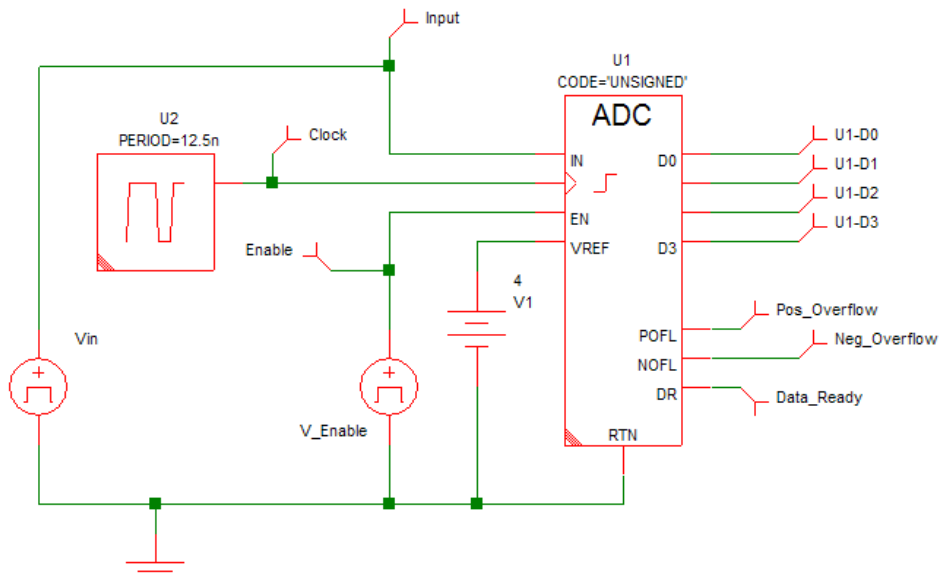 Input
U1
CODE='UNSIGNED'
ADC
U2
PERIOD=12.5n
Clock
IN
D0
U1-D0
U1-D1
EN
U1-D2
Enable
VREF
D3
U1-D3
4
V1
Vin
POFL
Pos_Overflow
NOFL
Neg_Overflow
DR
Data_Ready
V_Enable
RTN